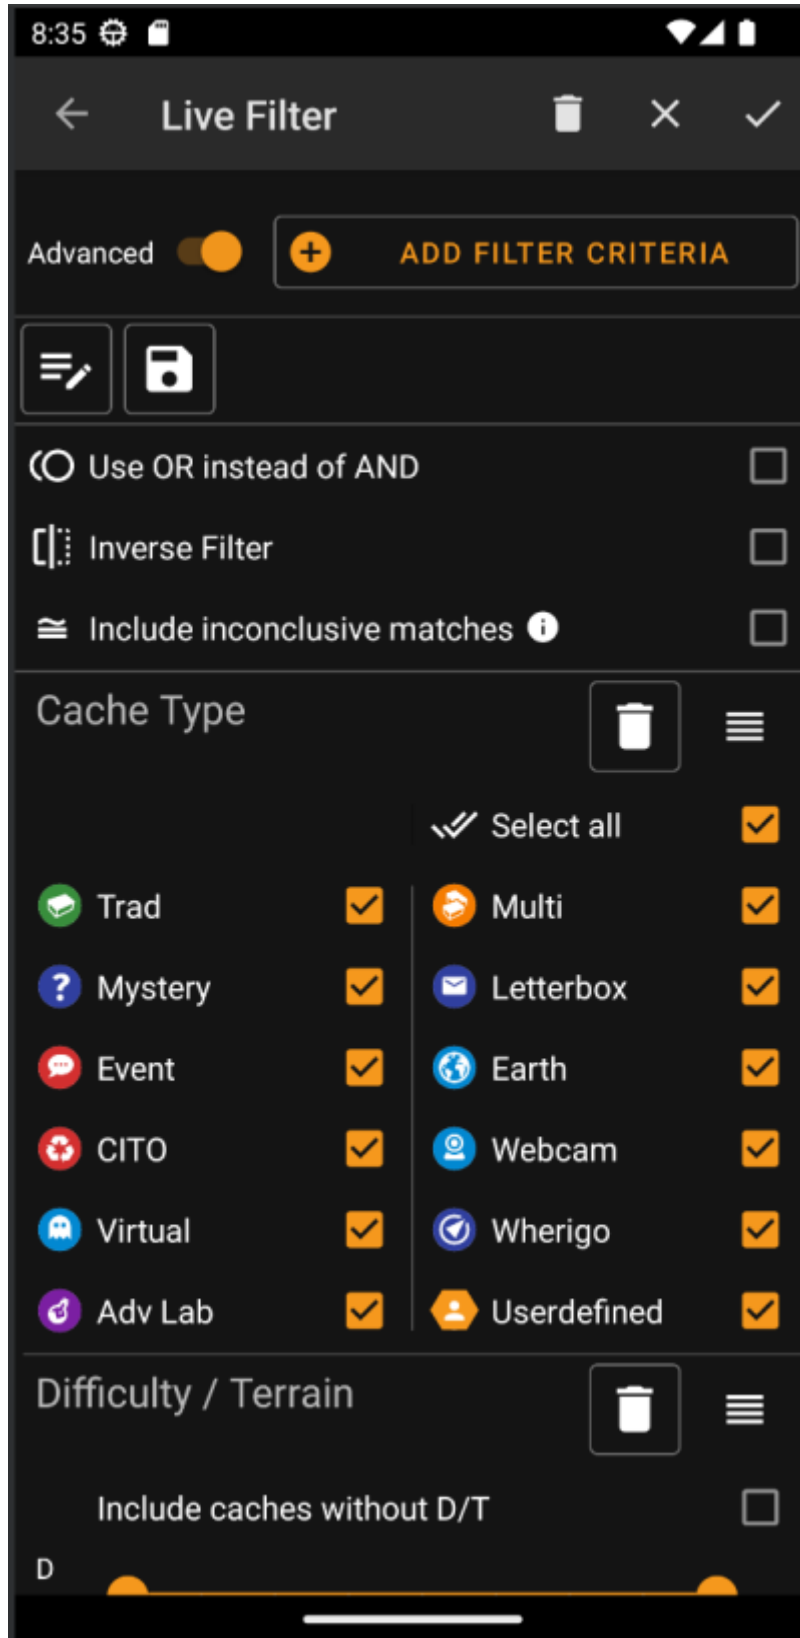 8:35
Live Filter
Advanced
ADD FILTER CRITERIA
Use OR instead of AND
Inverse Filter
Include inconclusive matches
Cache Type
Select all
Trad
Multi
Mystery
Letterbox
Event
Earth
CITO
Webcam
Virtual
Wherigo
Adv Lab
Userdefined
Difficulty / Terrain
Include caches without D/T
D